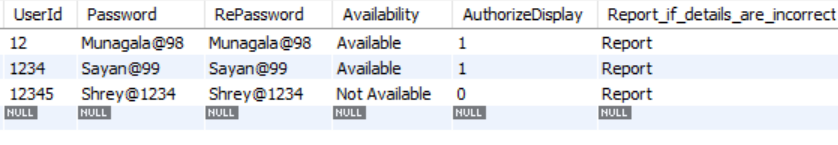 UserId Password RePassword Availability AuthorizeDisplay Report_if_details_are_incorrect
12 Munagala@98 Munagala@98 Available 1 Report
1234 Sayan@99 Sayan@99 Available 1 Report
12345 Shrey@1234 Shrey@1234 Not Available 0 Report
NULL NULL NULL NULL NULL NULL